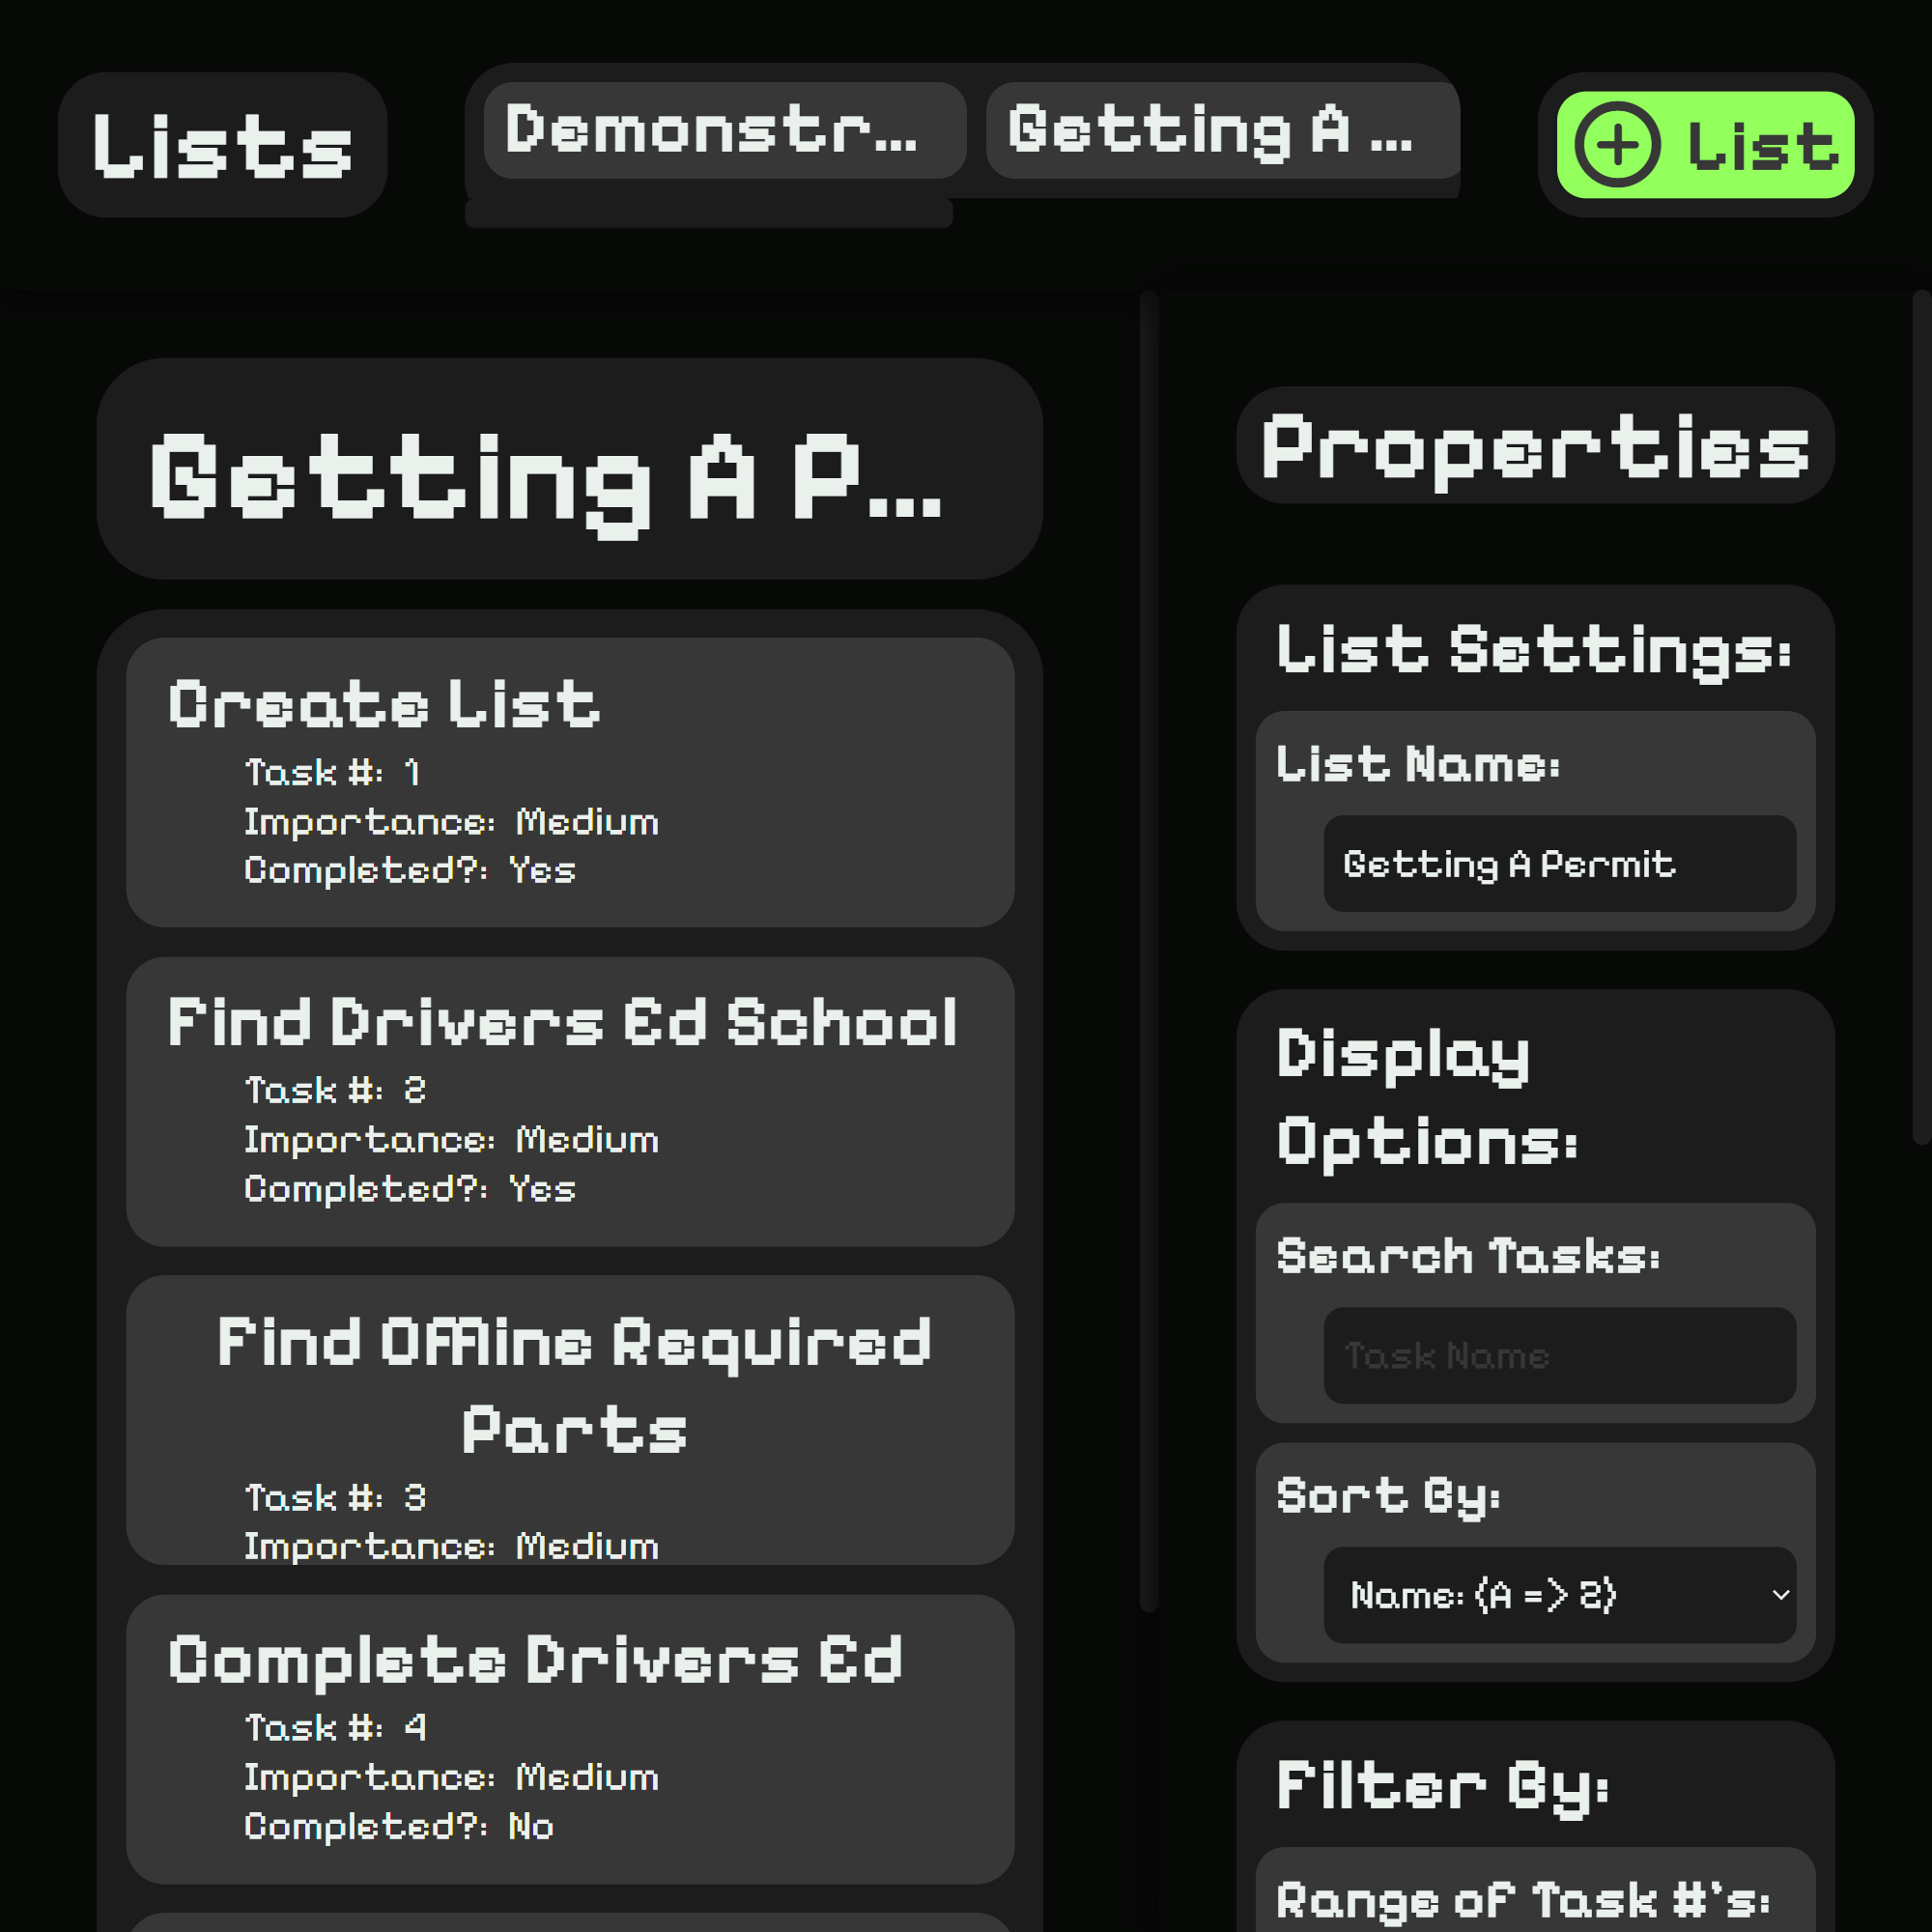 Lists
Demonstr...
Getting A ...
List
Getting A P...
Create List
Task #: 1
Importance: Medium
Completed?: Yes
Find Drivers Ed School
Task #: 2
Importance: Medium
Completed?: Yes
Find Offline Required
Parts
Task #: 3
Importance: Medium
Complete Drivers Ed
Task #: 4
Importance: Medium
Completed?: No
Properties
List Settings:
List Name:
Getting A Permit
Display
Options:
Search Tasks:
Task Name
Sort By:
Name: (A => Z)
Filter By:
Range of Task #'s: